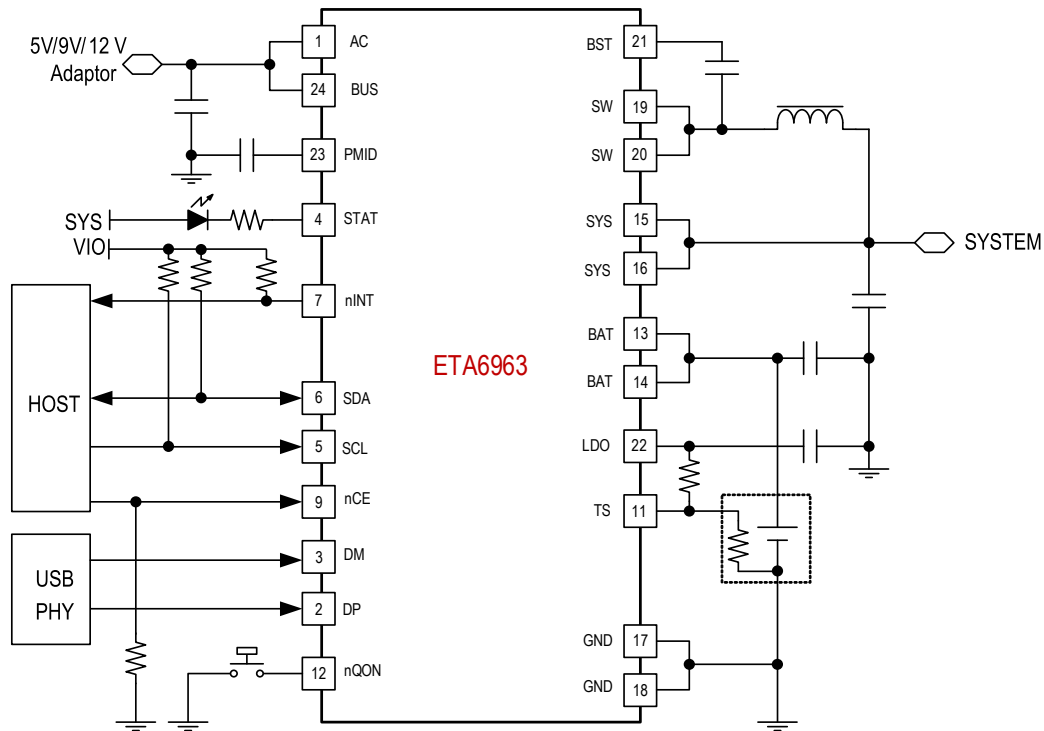 5V/9V/12 V
Adaptor
1 AC
24 BUS
23 PMID
SYS
4 STAT
VIO
7 nINT
HOST
6 SDA
5 SCL
9 nCE
USB
PHY
3 DM
2 DP
12 nQON
ETA6963
BST 21
SW 19
SW 20
SYS 15
SYS 16
SYSTEM
BAT 13
BAT 14
LDO 22
TS 11
GND 17
GND 18